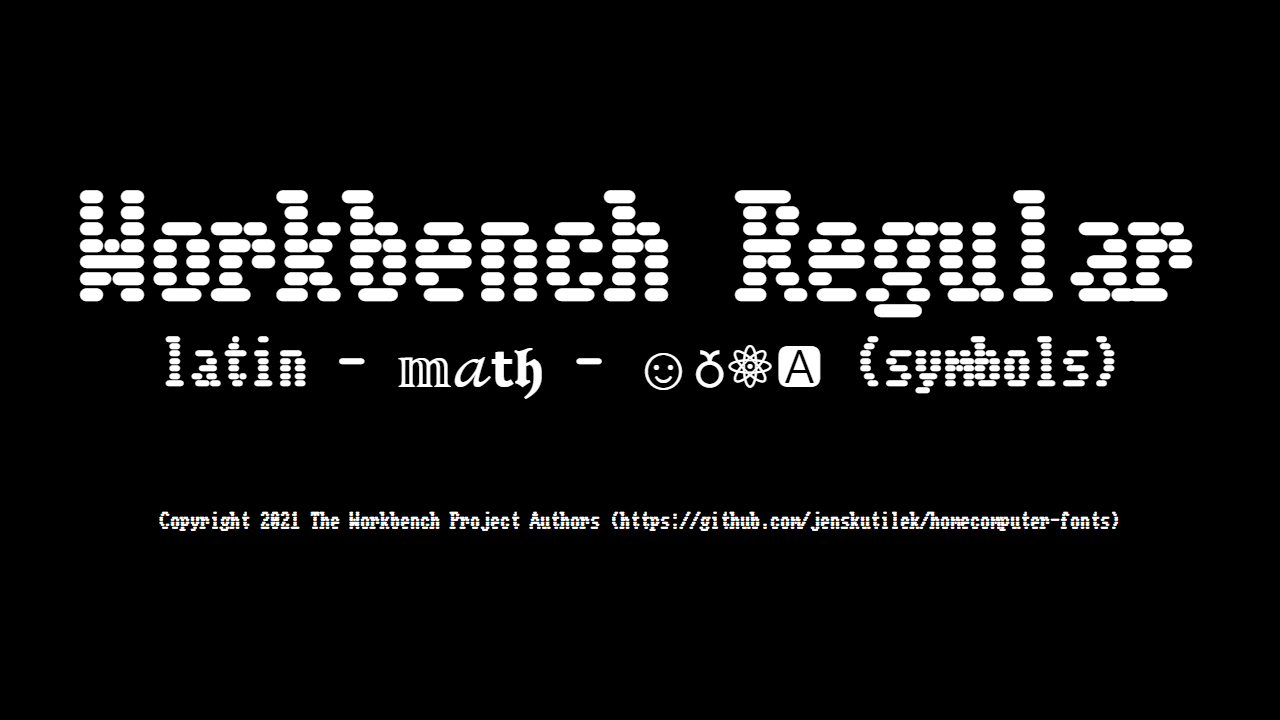 Workbench Regular
latin - 𝕞𝒶𝘁𝖍 - ☺♉⚛🅰 (symbols)
Copyright 2021 The Workbench Project Authors (https://github.com/jenskutilek/homecomputer-fonts)